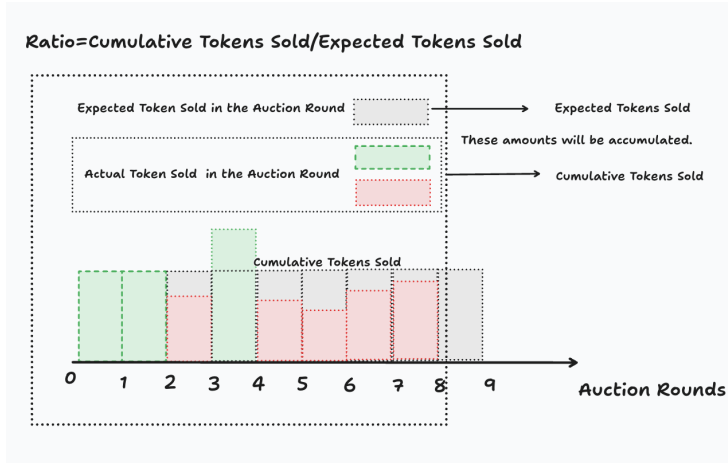 Ratio=Cumulative Tokens Sold/Expected Tokens Sold
Expected Token Sold in the Auction Round
Expected Tokens Sold
These amounts will be accumulated.
Actual Token Sold in the Auction Round
Cumulative Tokens Sold
Cumulative Tokens Sold
0 1 2 3 4 5 6 7 8 9
Auction Rounds